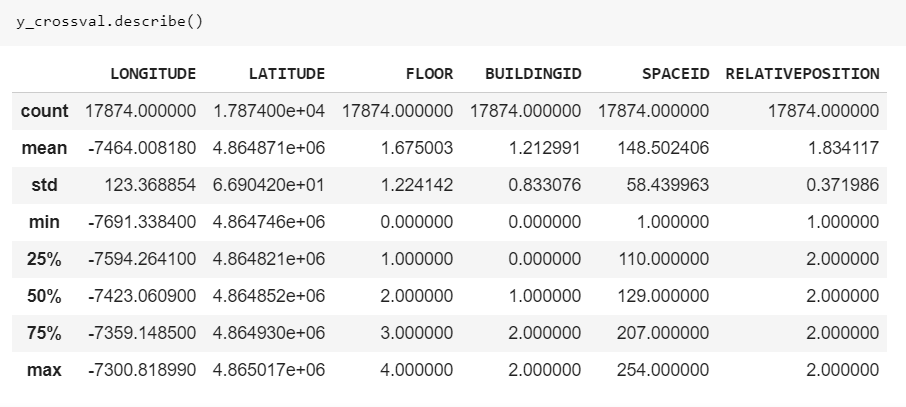 y_crossval.describe()
LONGITUDE LATITUDE FLOOR BUILDINGID SPACEID RELATIVEPOSITION
count 17874.000000 1.787400e+04 17874.000000 17874.000000 17874.000000 17874.000000
mean -7464.008180 4.864871e+06 1.675003 1.212991 148.502406 1.834117
std 123.368854 6.690420e+01 1.224142 0.833076 58.439963 0.371986
min -7691.338400 4.864746e+06 0.000000 0.000000 1.000000 1.000000
25% -7594.264100 4.864821e+06 1.000000 0.000000 110.000000 2.000000
50% -7423.060900 4.864852e+06 2.000000 1.000000 129.000000 2.000000
75% -7359.148500 4.864930e+06 3.000000 2.000000 207.000000 2.000000
max -7300.818990 4.865017e+06 4.000000 2.000000 254.000000 2.000000